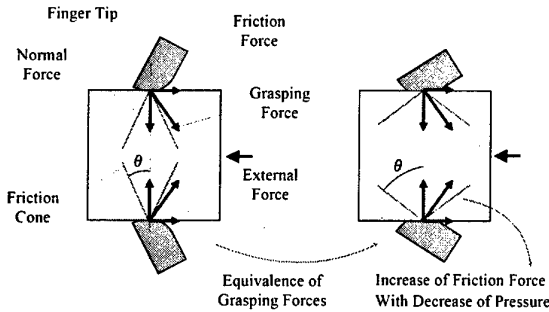 Finger Tip
Friction
Force
Normal
Force
Grasping
Force
θ
θ
External
Force
Friction
Cone
Equivalence of
Grasping Forces
Increase of Friction Force
With Decrease of Pressure